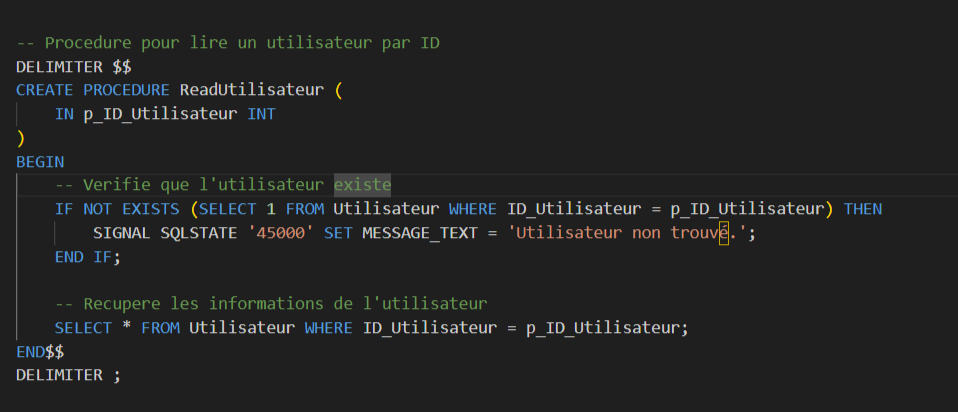 -- Procedure pour lire un utilisateur par ID
DELIMITER $$
CREATE PROCEDURE ReadUtilisateur (
    IN p_ID_Utilisateur INT
)
BEGIN
    -- Verifie que l'utilisateur existe
    IF NOT EXISTS (SELECT 1 FROM Utilisateur WHERE ID_Utilisateur = p_ID_Utilisateur) THEN
        SIGNAL SQLSTATE '45000' SET MESSAGE_TEXT = 'Utilisateur non trouvé.';
    END IF;

    -- Recupere les informations de l'utilisateur
    SELECT * FROM Utilisateur WHERE ID_Utilisateur = p_ID_Utilisateur;
END$$
DELIMITER ;